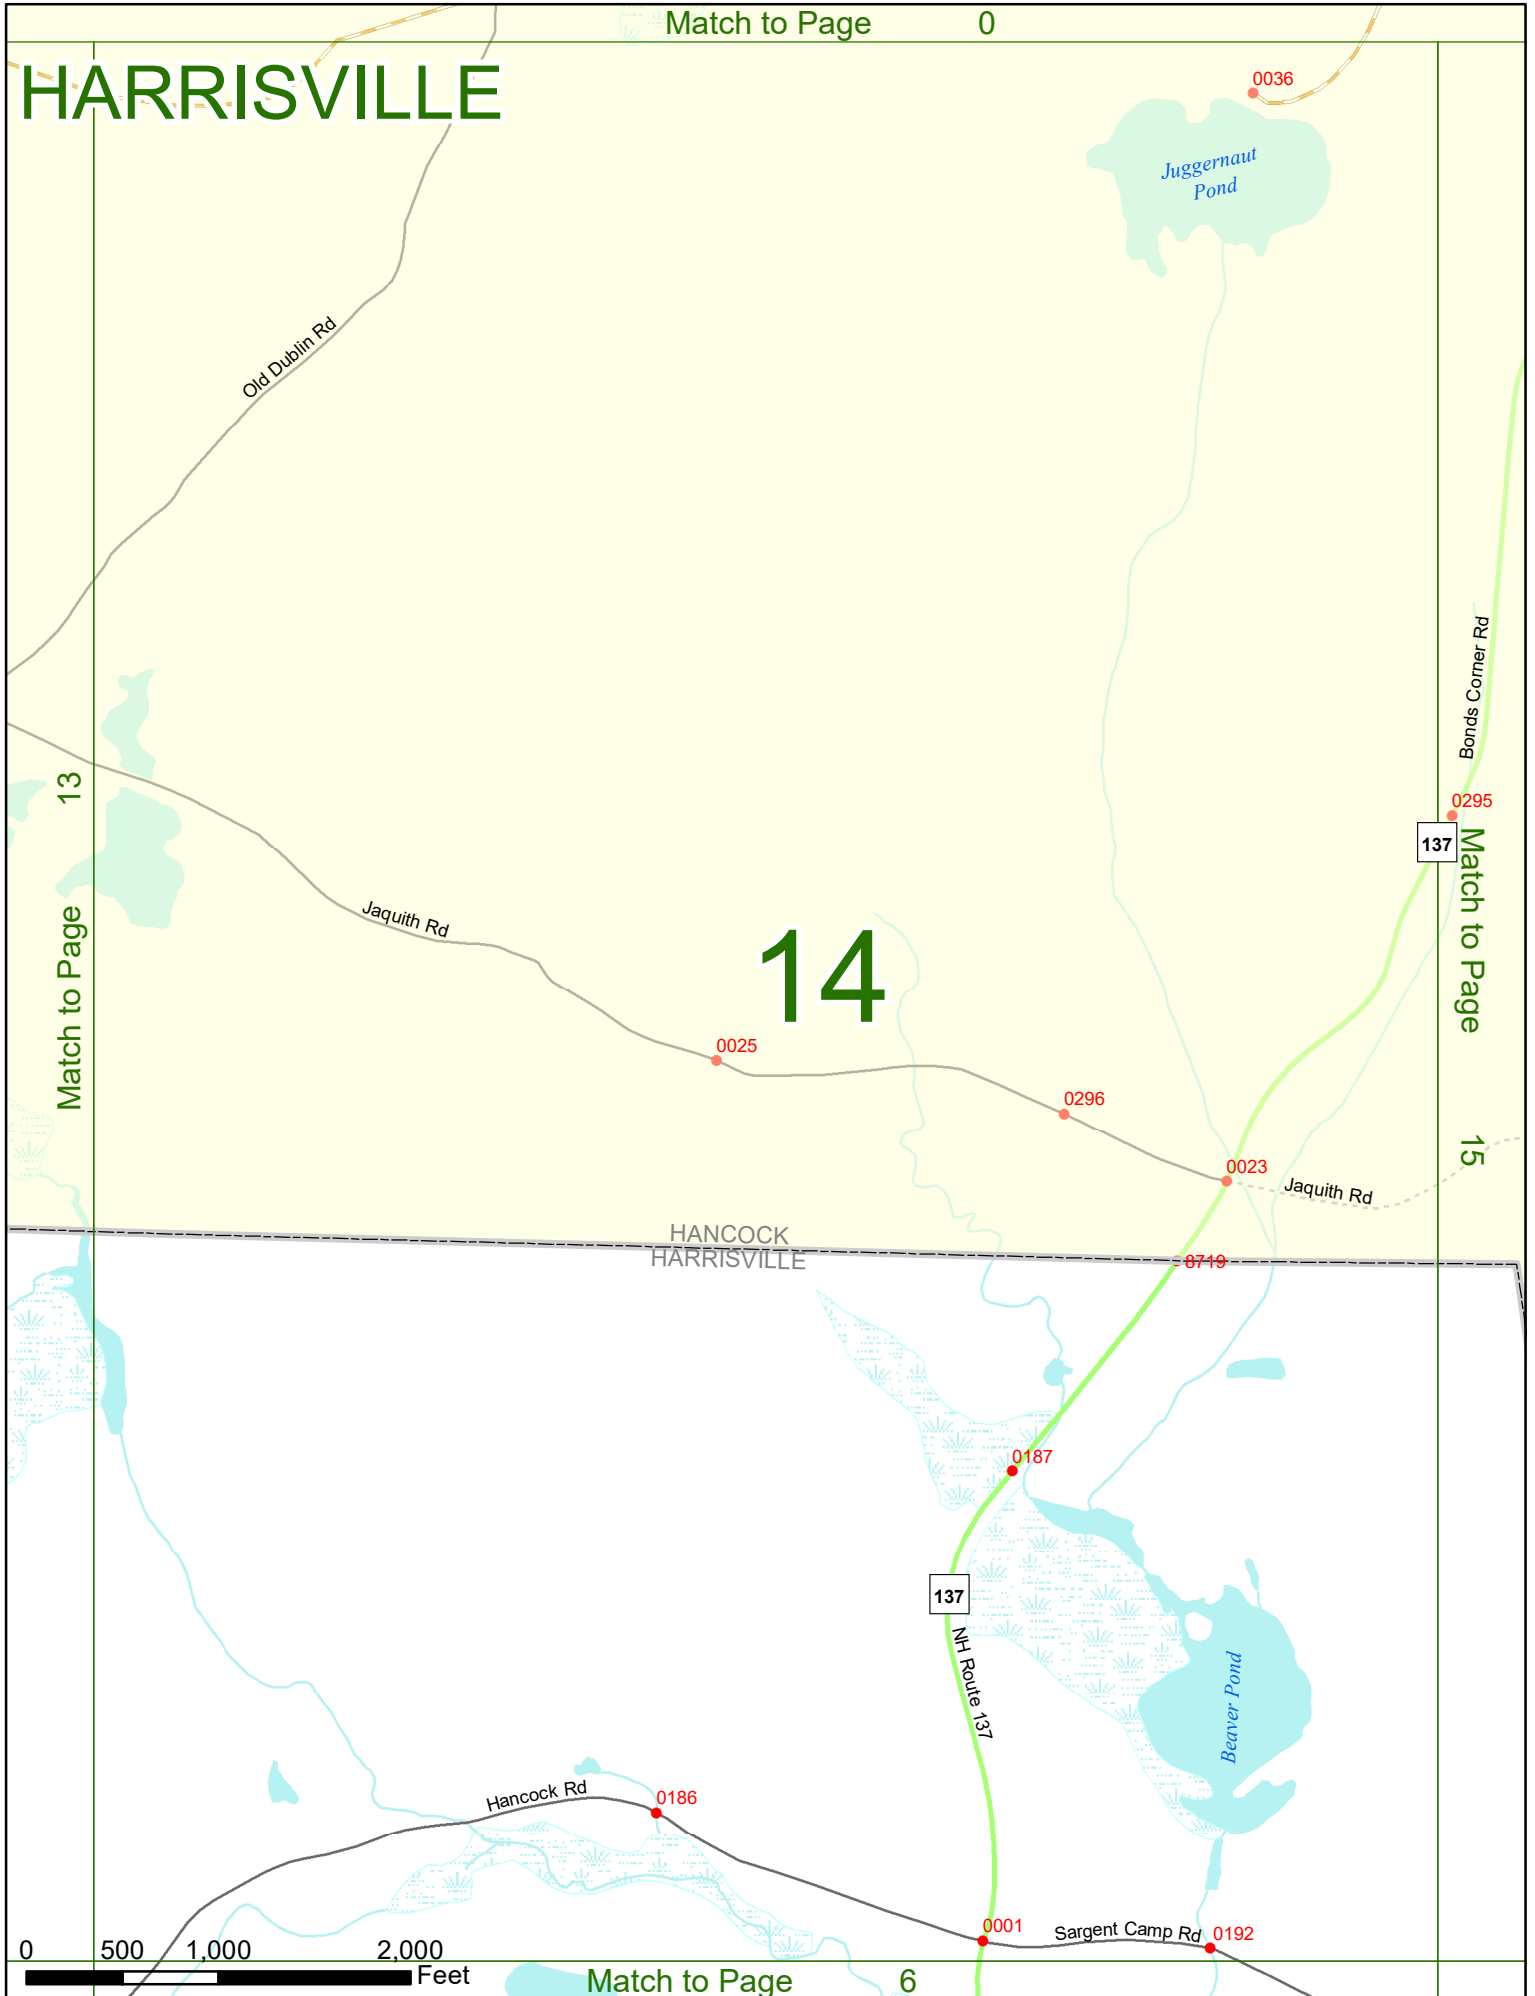 Match to Page 0
HARRISVILLE
0036
Juggernaut
Pond
Old Dublin Rd
Bonds Corner Rd
0295
137
Match to Page 13
Match to Page 15
Jaquith Rd
14
0025
0296
0023
Jaquith Rd
HANCOCK
HARRISVILLE
8719
0187
137
NH Route 137
Beaver Pond
Hancock Rd
0186
0001
Sargent Camp Rd
0192
0 500 1,000 2,000
Feet
Match to Page 6